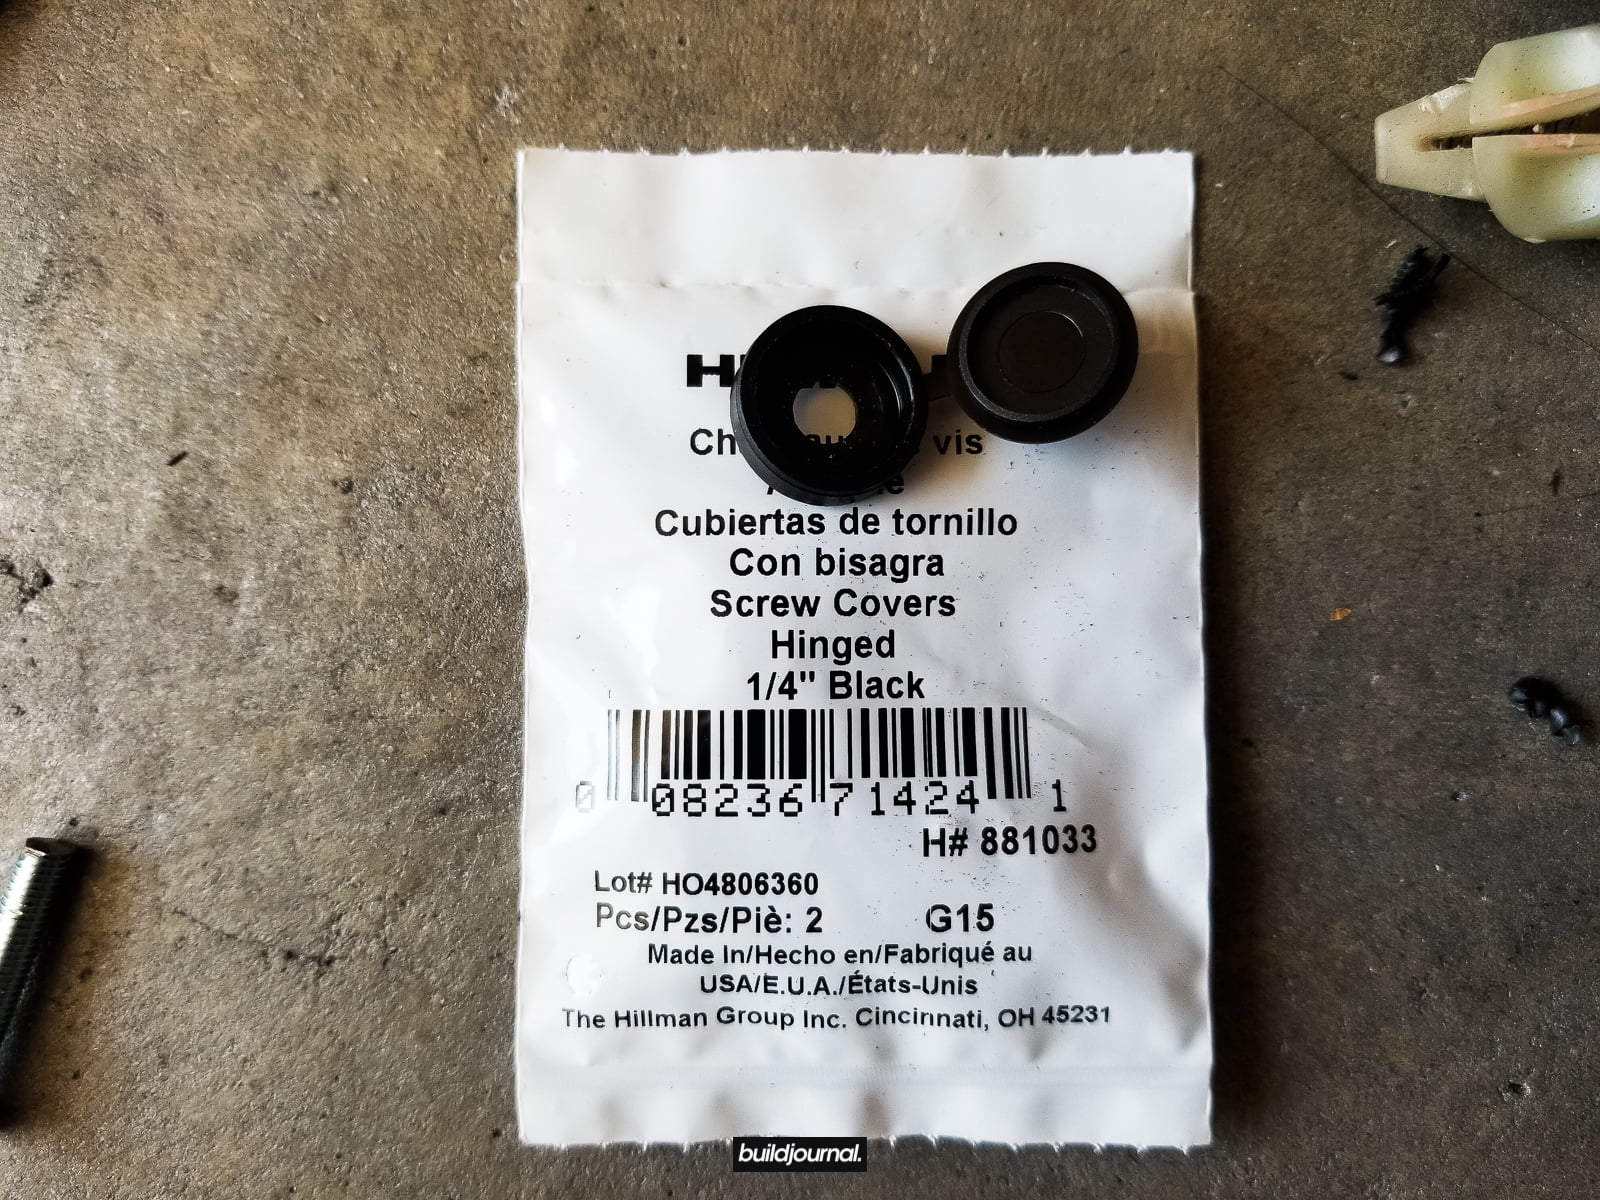 vis
Cubiertas de tornillo
Con bisagra
Screw Covers
Hinged
1/4" Black
0 08236 71424 1
H# 881033
Lot# HO4806360
Pcs/Pzs/Piè: 2 G15
Made In/Hecho en/Fabriqué au
USA/E.U.A./États-Unis
The Hillman Group Inc. Cincinnati, OH 45231
buildjournal.